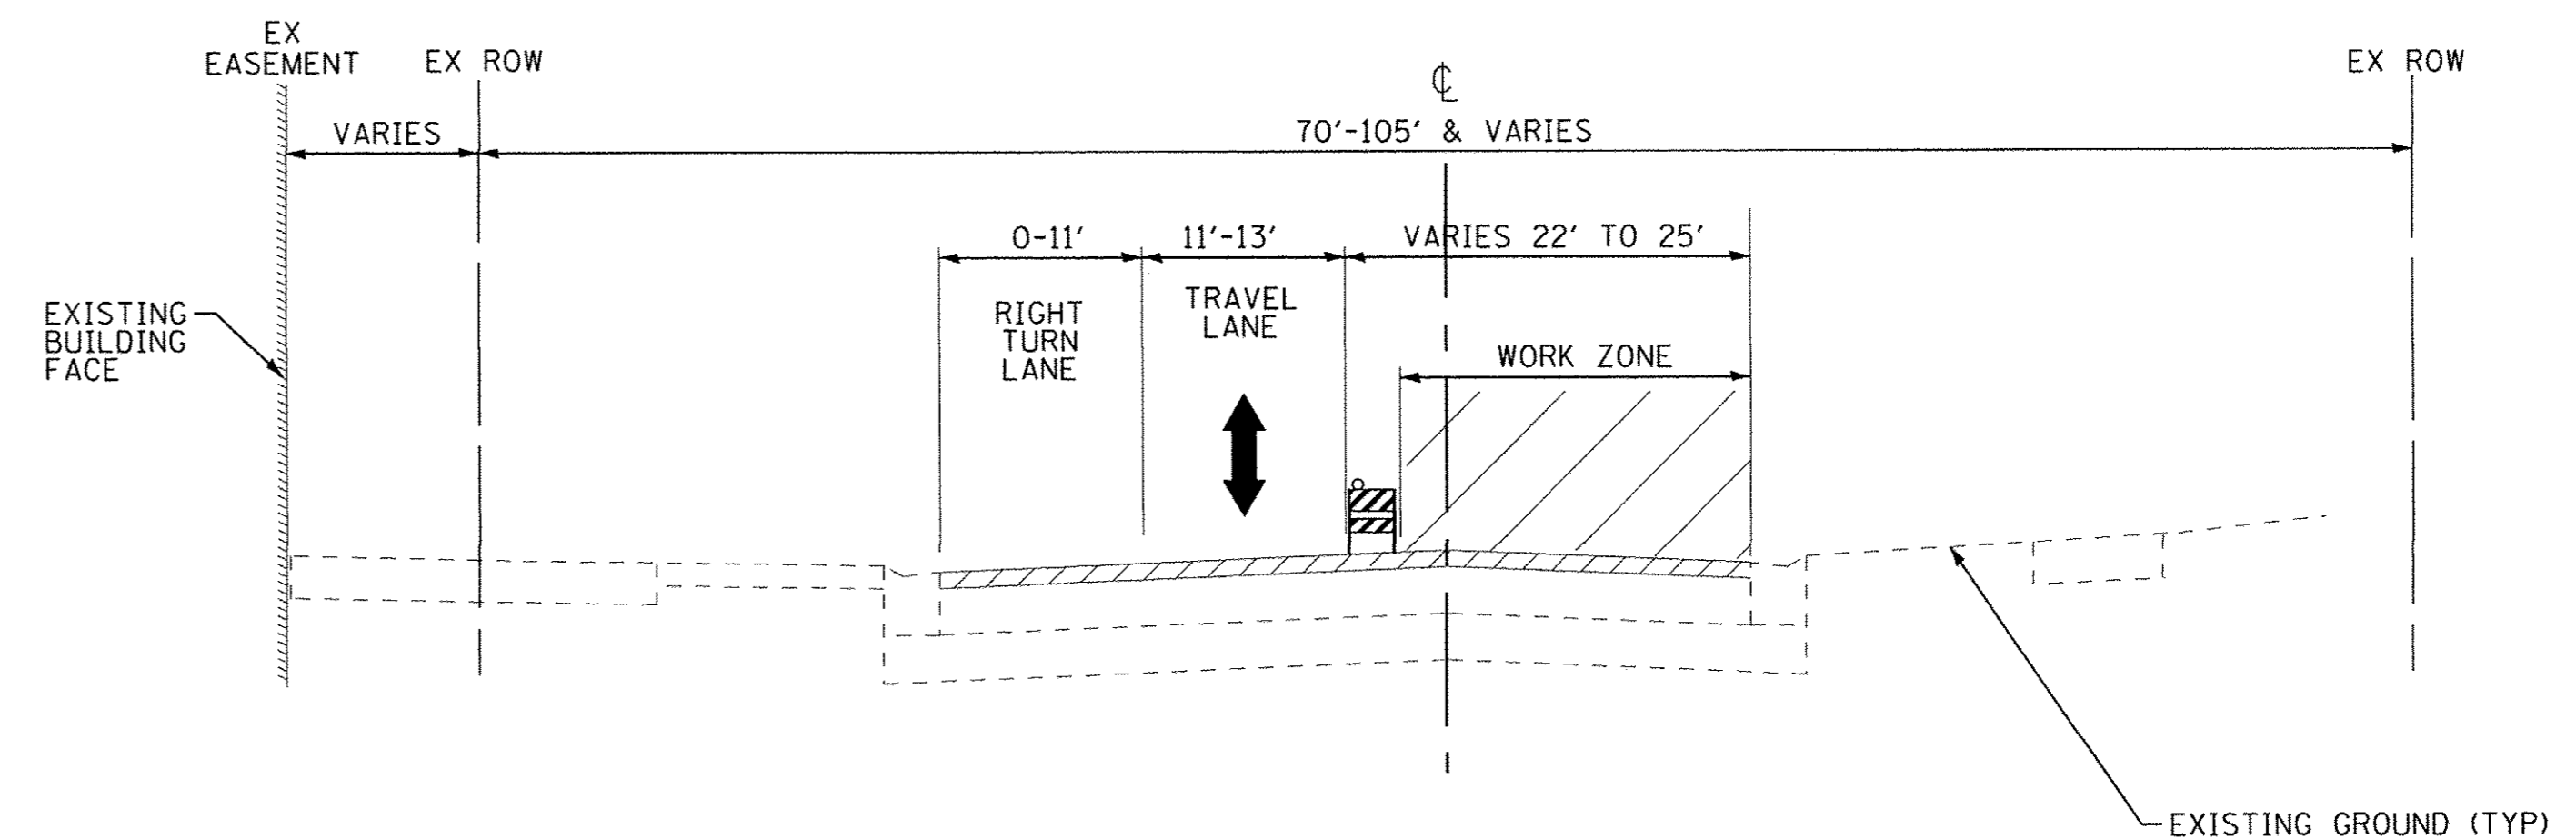 EX
EASEMENT
EX ROW
℄
EX ROW
VARIES
70'-105' & VARIES
0-11'
11'-13'
VARIES 22' TO 25'
EXISTING
BUILDING
FACE
RIGHT
TURN
LANE
TRAVEL
LANE
WORK ZONE
EXISTING GROUND (TYP)